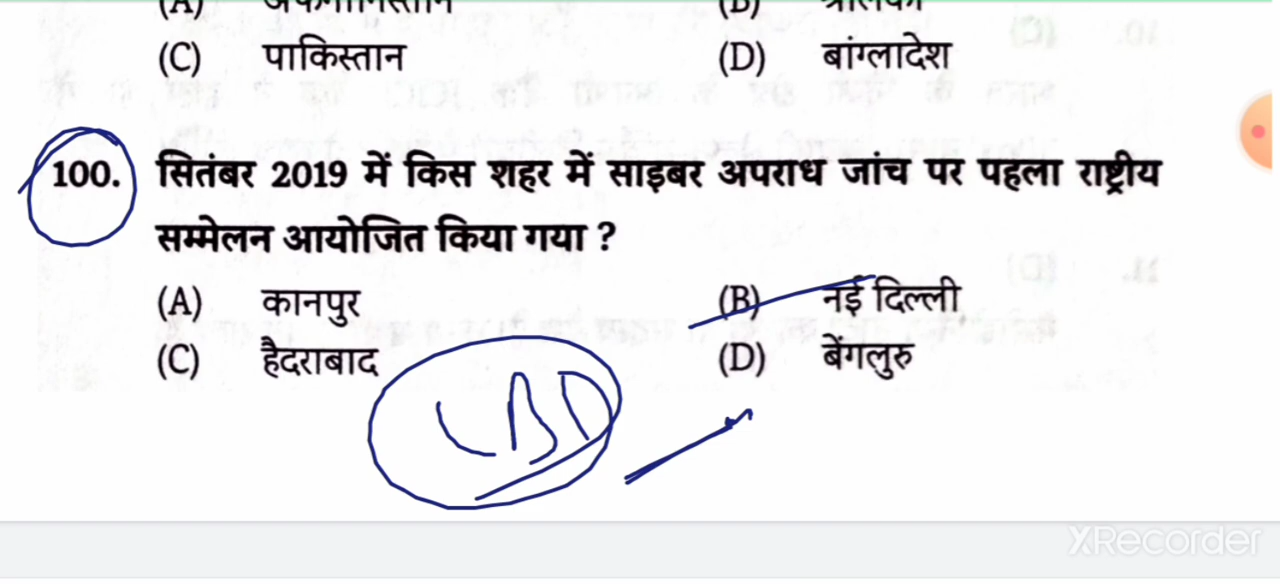 (C) पाकिस्तान (D) बांग्लादेश
100. सितंबर 2019 में किस शहर में साइबर अपराध जांच पर पहला राष्ट्रीय
सम्मेलन आयोजित किया गया ?
(A) कानपुर (B) नई दिल्ली
(C) हैदराबाद (D) बेंगलुरु
XRecorder